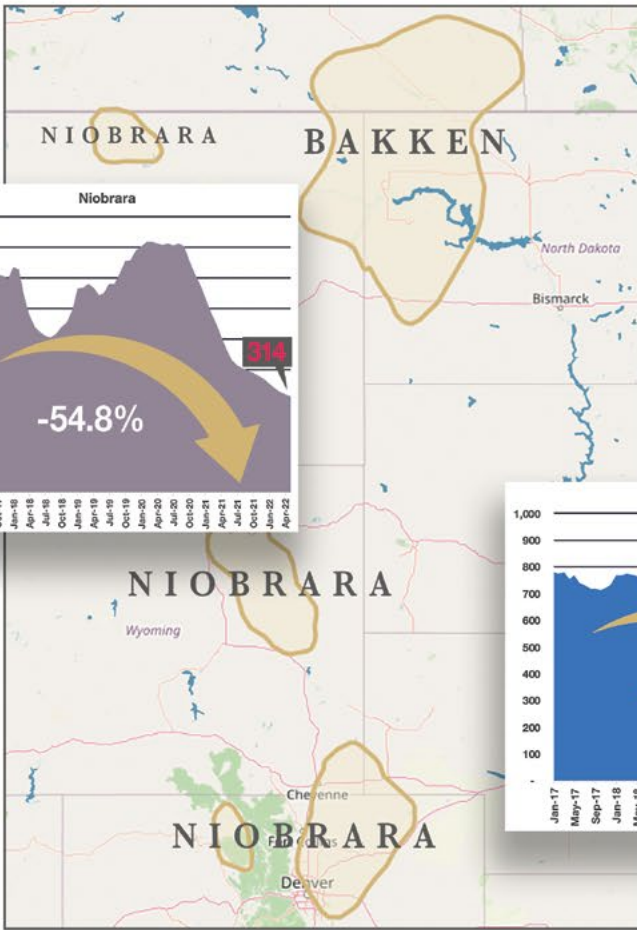 NIOBRARA
BAKKEN
Niobrara
North Dakota
Bismarck
314
-54.8%
Jan-18
Apr-18
Jul-18
Oct-18
Jan-19
Apr-19
Jul-19
Oct-19
Jan-20
Apr-20
Jul-20
Oct-20
Jan-21
Apr-21
Jul-21
Oct-21
Jan-22
Apr-22
1,000
900
800
700
600
500
400
300
200
100
-
Jan-17
May-17
Sep-17
Jan-18
NIOBRARA
Wyoming
Cheyenne
NIOBRARA
Fort Collins
Denver